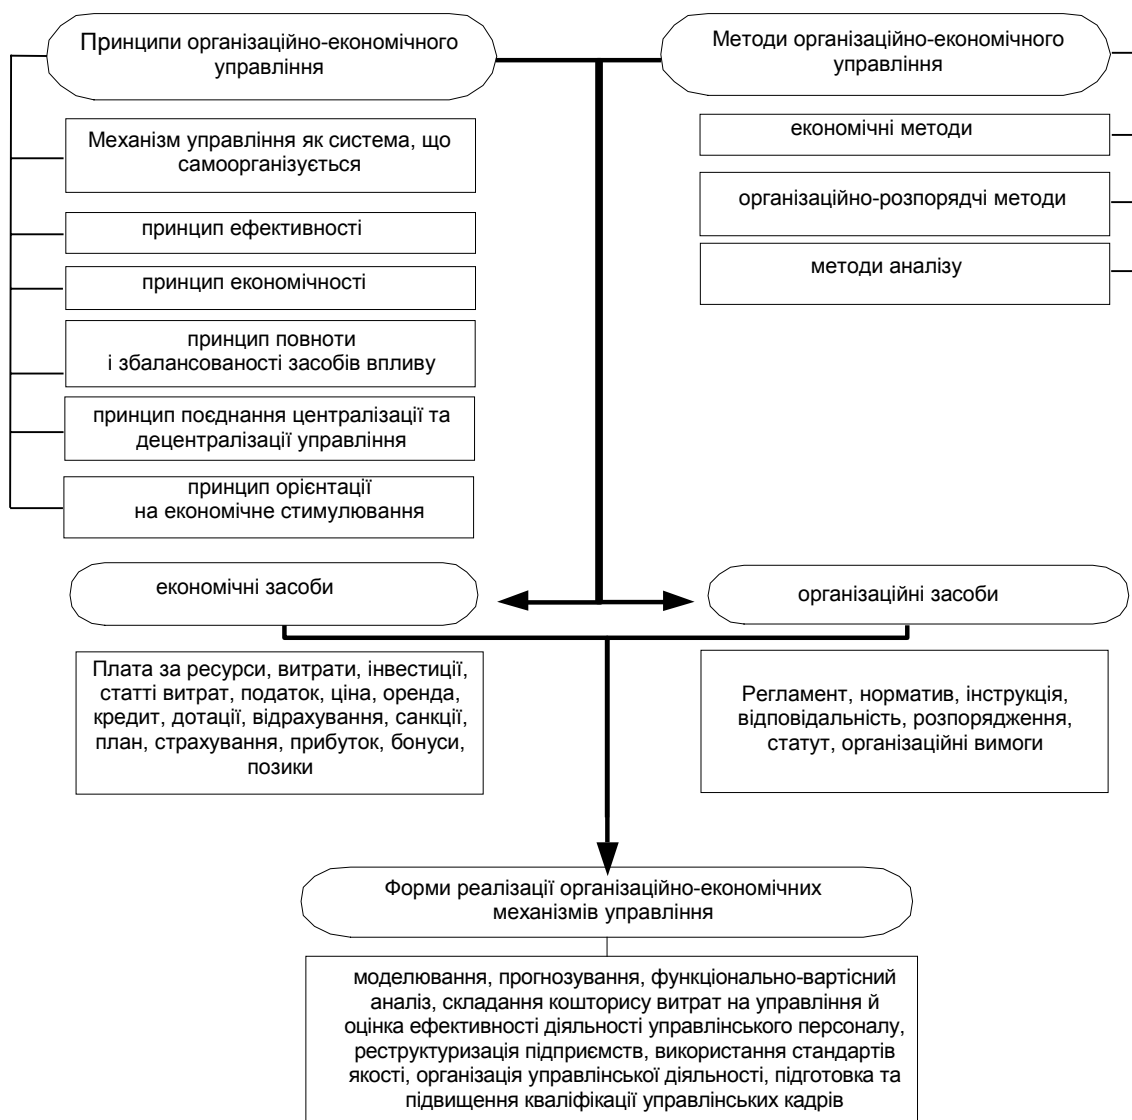 Принципи організаційно-економічного
управління
Механізм управління як система, що
самоорганізується
принцип ефективності
принцип економічності
принцип повноти
і збалансованості засобів впливу
принцип поєднання централізації та
децентралізації управління
принцип орієнтації
на економічне стимулювання
Методи організаційно-економічного
управління
економічні методи
організаційно-розпорядчі методи
методи аналізу
економічні засоби
Плата за ресурси, витрати, інвестиції,
статті витрат, податок, ціна, оренда,
кредит, дотації, відрахування, санкції,
план, страхування, прибуток, бонуси,
позики
організаційні засоби
Регламент, норматив, інструкція,
відповідальність, розпорядження,
статут, організаційні вимоги
Форми реалізації організаційно-економічних
механізмів управління
моделювання, прогнозування, функціонально-вартісний
аналіз, складання кошторису витрат на управління й
оцінка ефективності діяльності управлінського персоналу,
реструктуризація підприємств, використання стандартів
якості, організація управлінської діяльності, підготовка та
підвищення кваліфікації управлінських кадрів